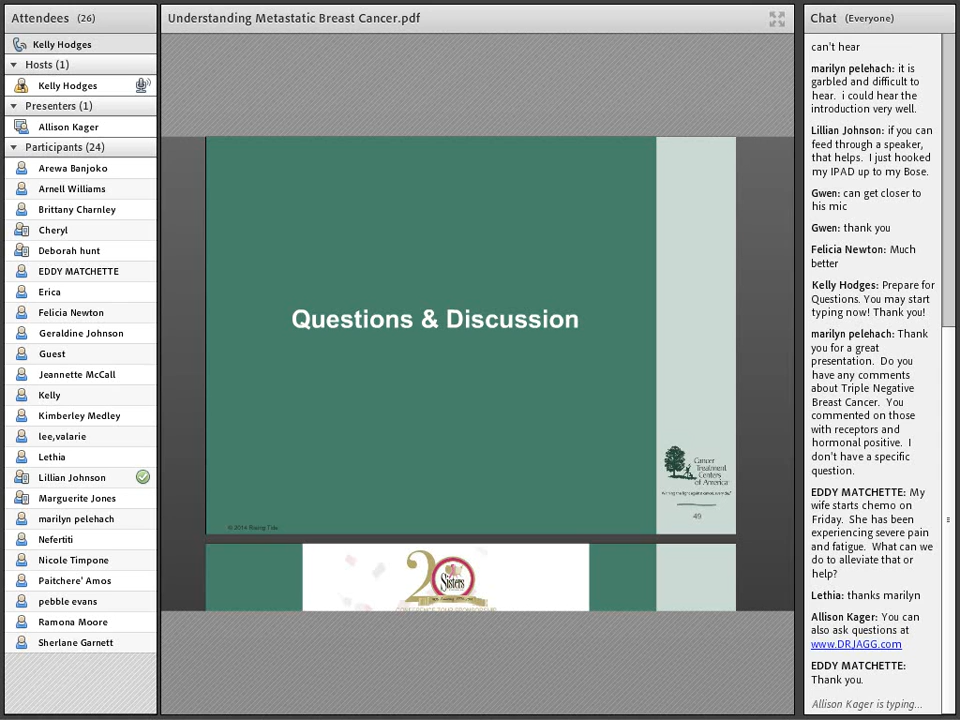 Attendees (26)
Kelly Hodges
Hosts (1)
Kelly Hodges
Presenters (1)
Allison Kager
Participants (24)
Arewa Banjoko
Arnell Williams
Brittany Charnley
Cheryl
Deborah hunt
EDDY MATCHETTE
Erica
Felicia Newton
Geraldine Johnson
Guest
Jeannette McCall
Kelly
Kimberley Medley
lee,valarie
Lethia
Lillian Johnson
Marguerite Jones
marilyn pelehach
Nefertiti
Nicole Timpone
Paitchere' Amos
pebble evans
Ramona Moore
Sherlane Garnett
Understanding Metastatic Breast Cancer.pdf
Questions & Discussion
Cancer
Treatment
Centers
of America
49
© 2014 Rising Tide
20
Sisters
Chat (Everyone)
can't hear
marilyn pelehach: it is
garbled and difficult to
hear. i could hear the
introduction very well.
Lillian Johnson: if you can
feed through a speaker,
that helps. I just hooked
my IPAD up to my Bose.
Gwen: can get closer to
his mic
Gwen: thank you
Felicia Newton: Much
better
Kelly Hodges: Prepare for
Questions. You may start
typing now! Thank you!
marilyn pelehach: Thank
you for a great
presentation. Do you
have any comments
about Triple Negative
Breast Cancer. You
commented on those
with receptors and
hormonal positive. I
don't have a specific
question.
EDDY MATCHETTE: My
wife starts chemo on
Friday. She has been
experiencing severe pain
and fatigue. What can we
do to alleviate that or
help?
Lethia: thanks marilyn
Allison Kager: You can
also ask questions at
www.DRJAGG.com
EDDY MATCHETTE:
Thank you.
Allison Kager is typing...